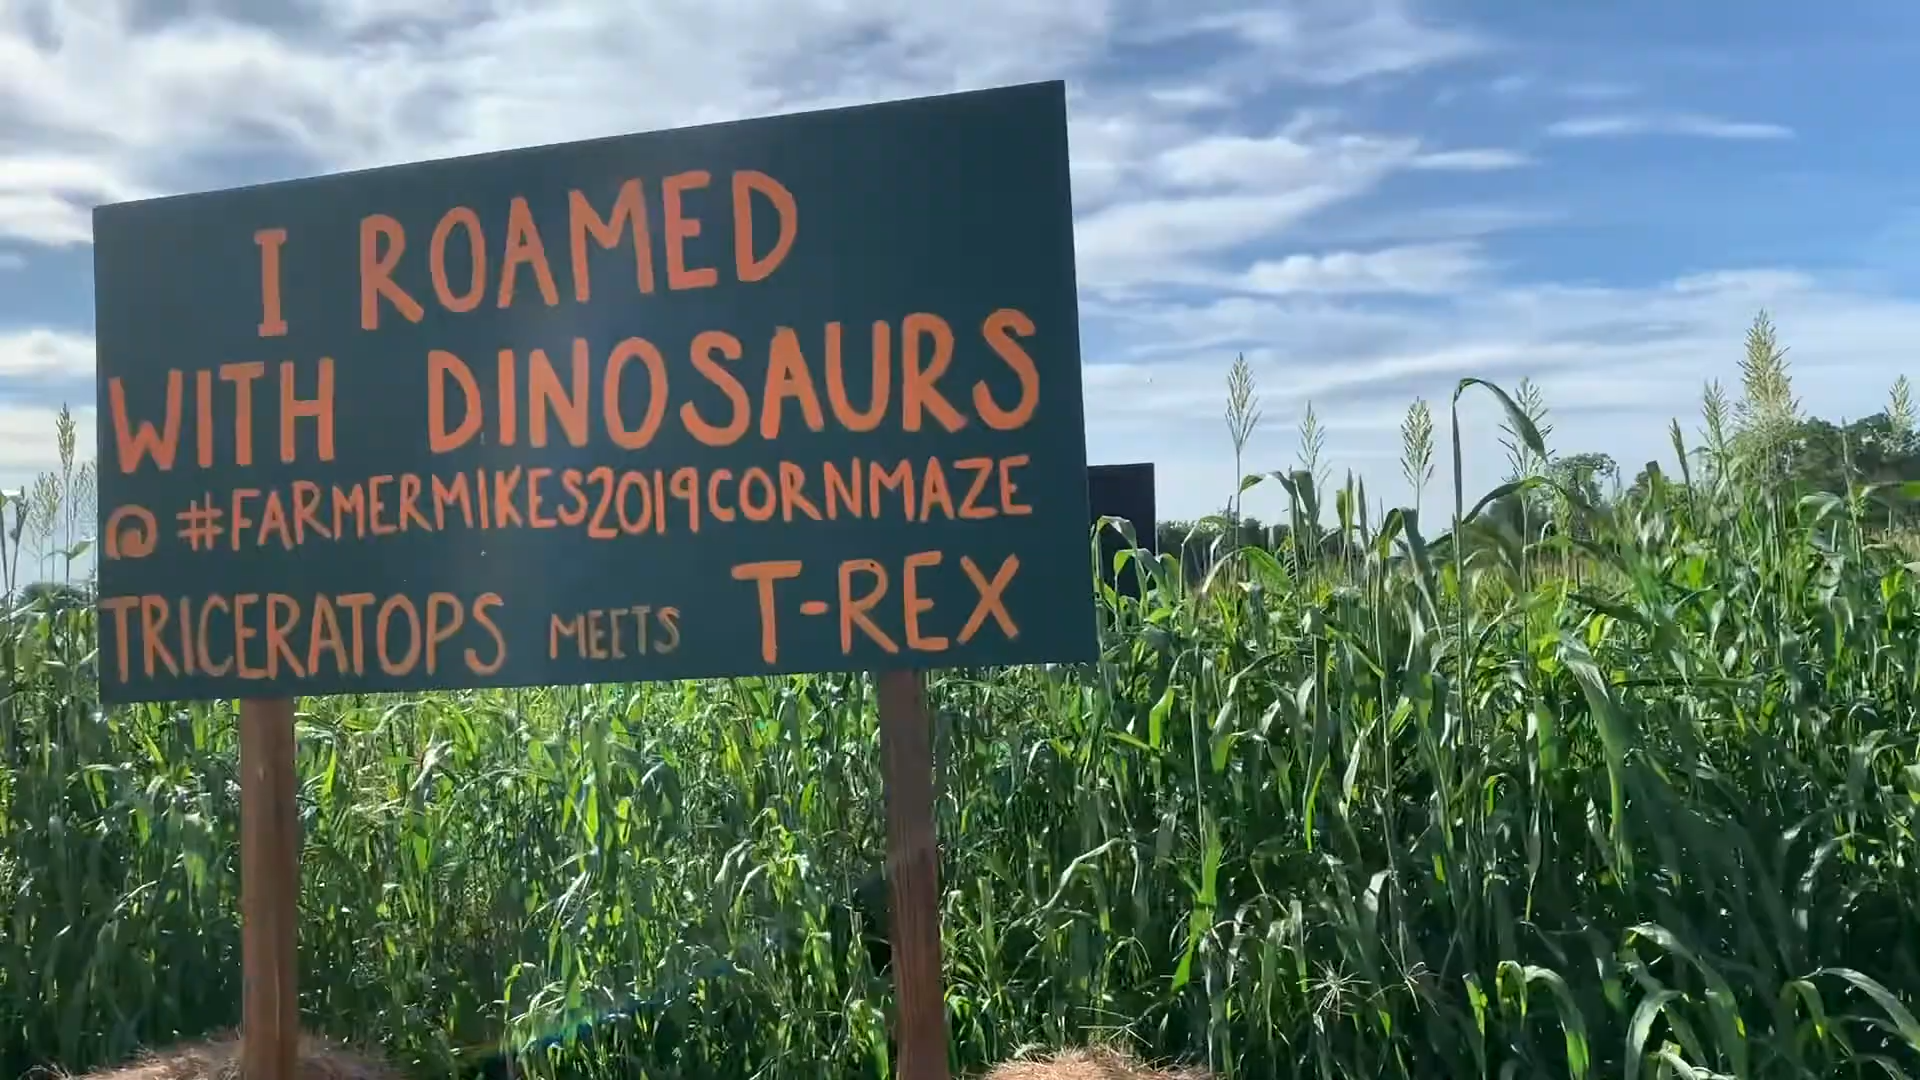 I ROAMED
WITH DINOSAURS
@ #FARMERMIKES2019CORNMAZE
TRICERATOPS MEETS T-REX